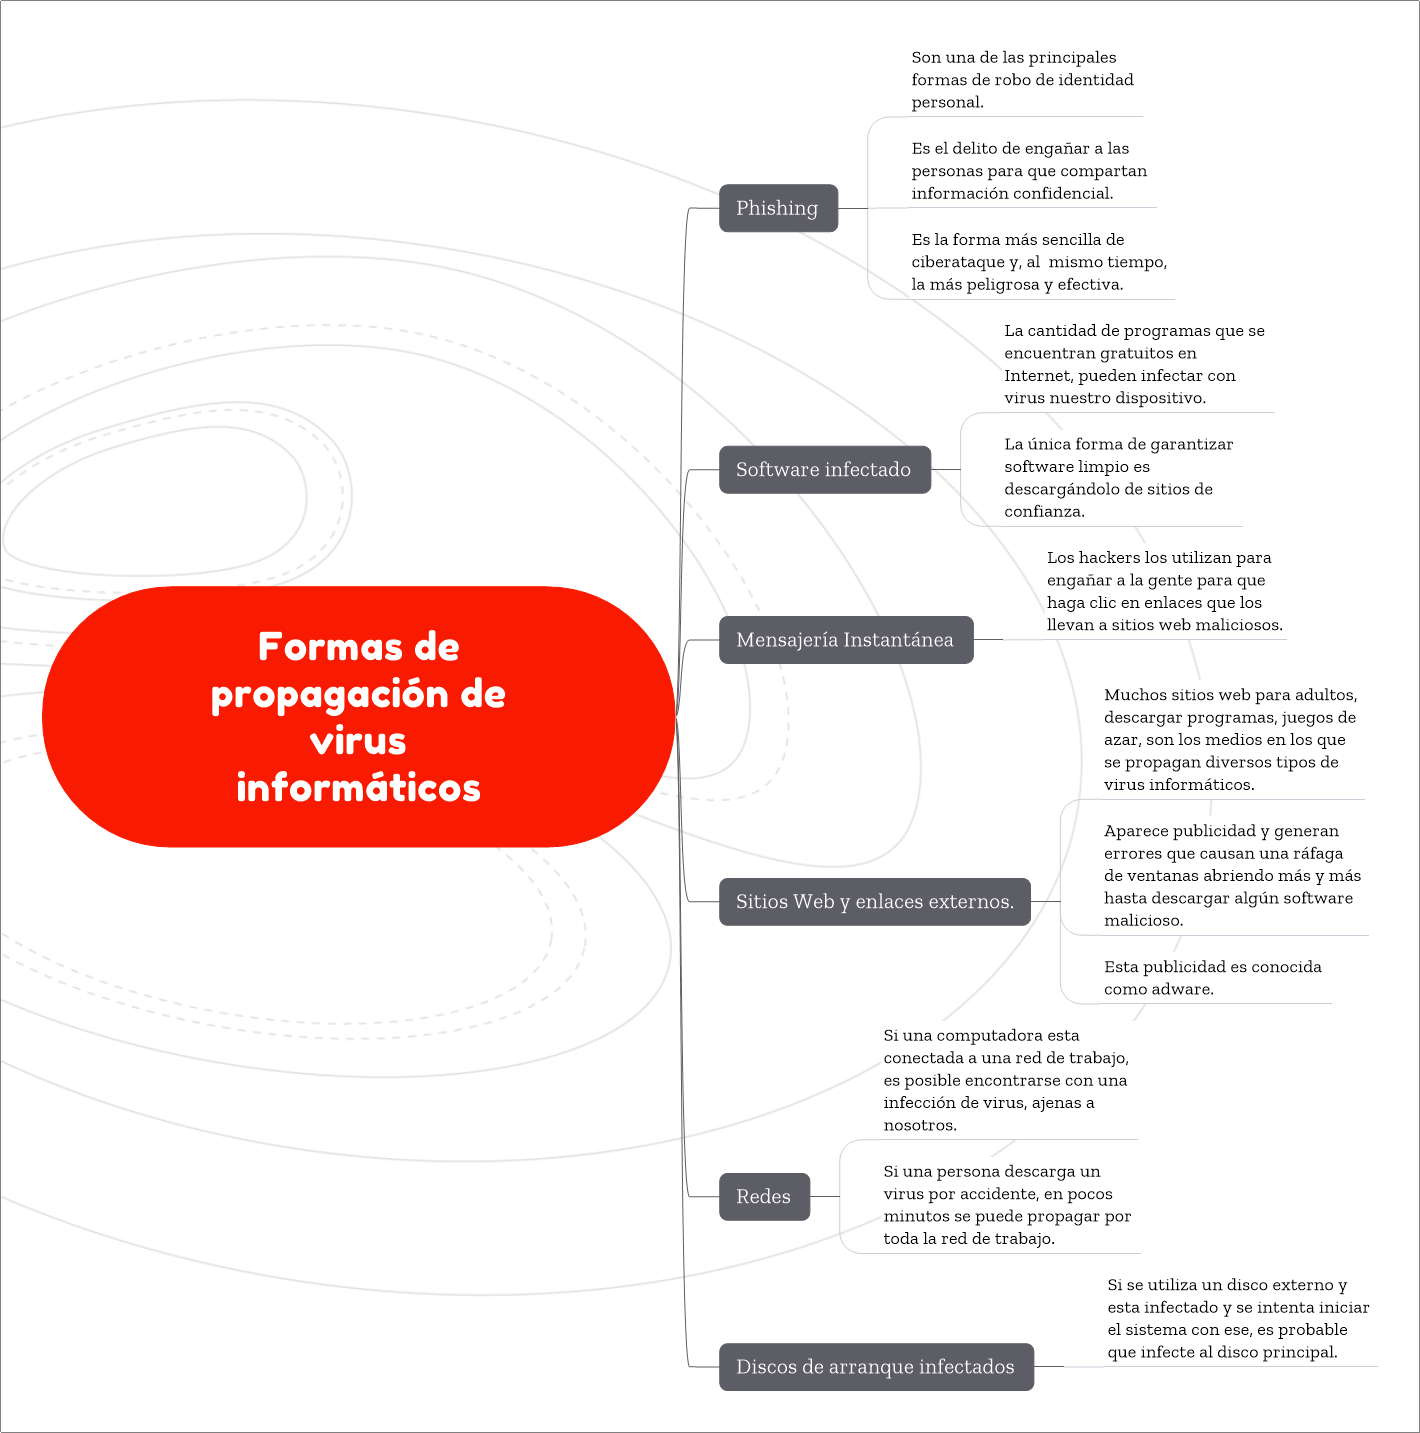 Formas de
propagación de
virus
informáticos
Phishing
Son una de las principales
formas de robo de identidad
personal.
Es el delito de engañar a las
personas para que compartan
información confidencial.
Es la forma más sencilla de
ciberataque y, al  mismo tiempo,
la más peligrosa y efectiva.
Software infectado
La cantidad de programas que se
encuentran gratuitos en
Internet, pueden infectar con
virus nuestro dispositivo.
La única forma de garantizar
software limpio es
descargándolo de sitios de
confianza.
Mensajería Instantánea
Los hackers los utilizan para
engañar a la gente para que
haga clic en enlaces que los
llevan a sitios web maliciosos.
Sitios Web y enlaces externos.
Muchos sitios web para adultos,
descargar programas, juegos de
azar, son los medios en los que
se propagan diversos tipos de
virus informáticos.
Aparece publicidad y generan
errores que causan una ráfaga
de ventanas abriendo más y más
hasta descargar algún software
malicioso.
Esta publicidad es conocida
como adware.
Redes
Si una computadora esta
conectada a una red de trabajo,
es posible encontrarse con una
infección de virus, ajenas a
nosotros.
Si una persona descarga un
virus por accidente, en pocos
minutos se puede propagar por
toda la red de trabajo.
Discos de arranque infectados
Si se utiliza un disco externo y
esta infectado y se intenta iniciar
el sistema con ese, es probable
que infecte al disco principal.